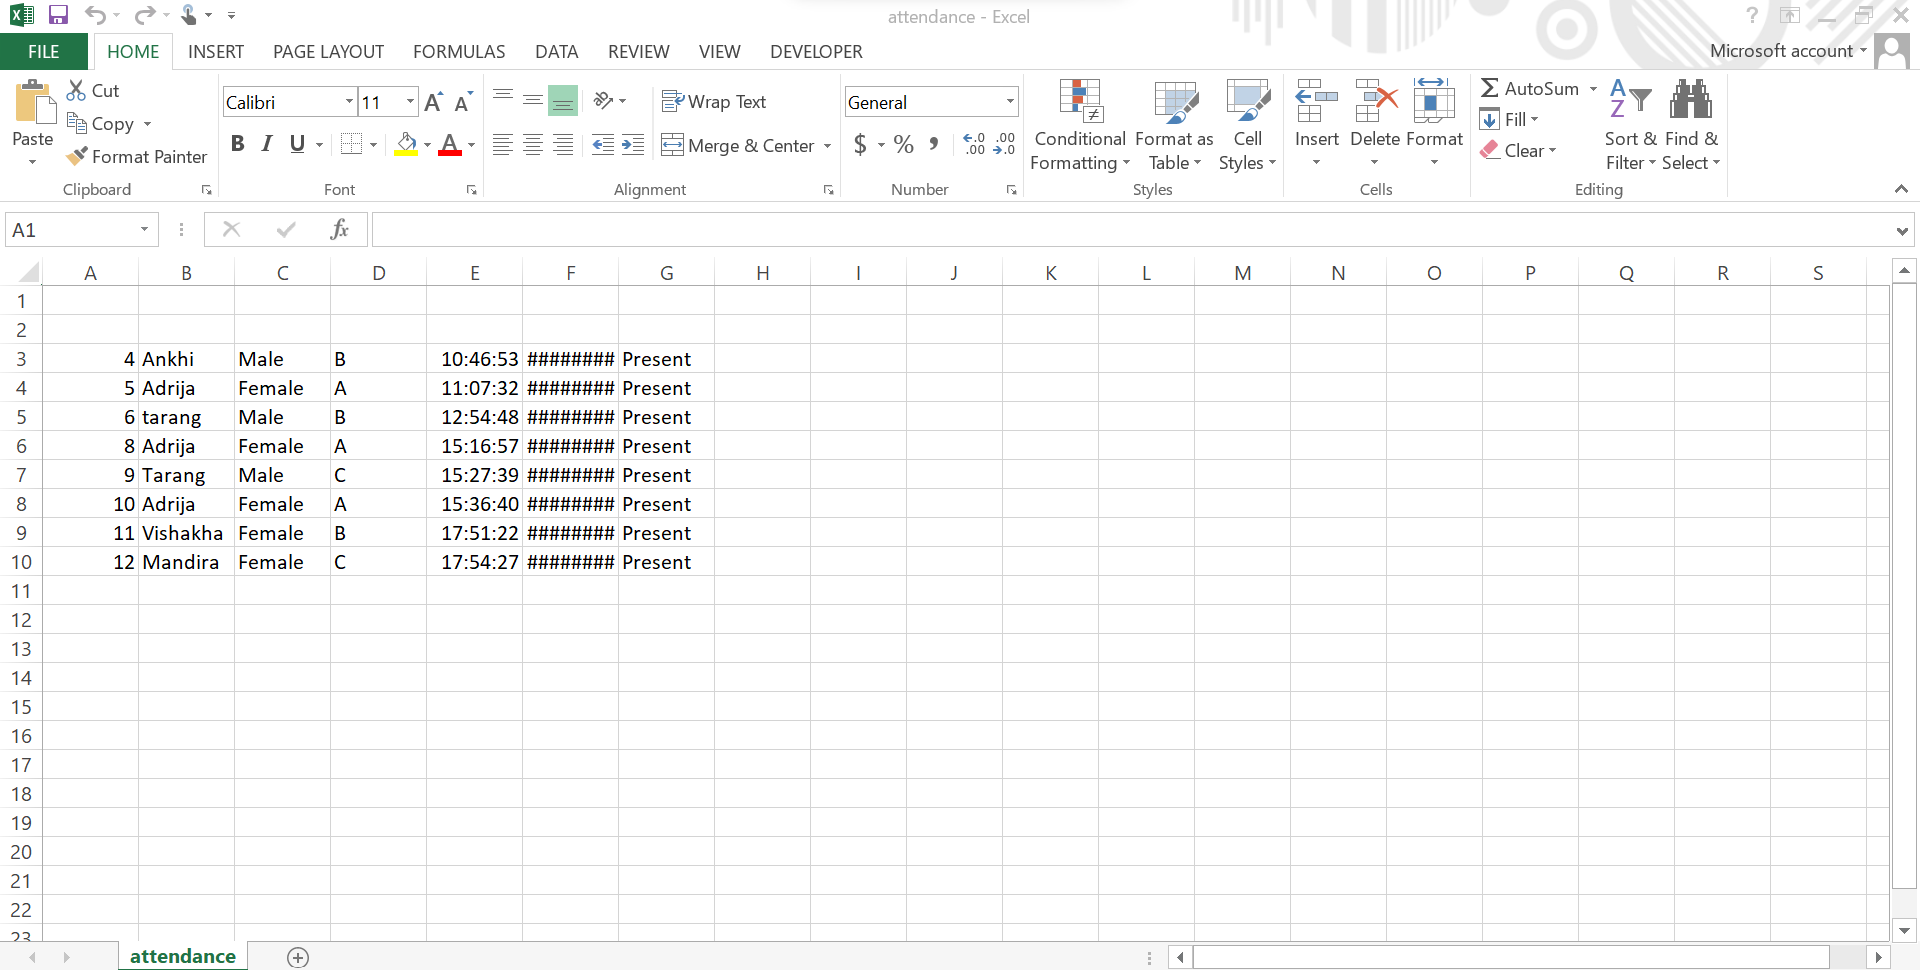 attendance - Excel
?
FILE HOME INSERT PAGE LAYOUT FORMULAS DATA REVIEW VIEW DEVELOPER Microsoft account
Paste Cut Copy Format Painter Clipboard
Calibri 11 A A B I U A Font
Wrap Text Merge & Center Alignment
General $ % , ←.0 .00 .00 →.0 Number
Conditional Formatting Format as Table Cell Styles Styles
Insert Delete Format Cells
Σ AutoSum Fill Clear Sort & Filter Find & Select Editing
A1 fx
A B C D E F G H I J K L M N O P Q R S
1
2
3 4 Ankhi Male B 10:46:53 ######## Present
4 5 Adrija Female A 11:07:32 ######## Present
5 6 tarang Male B 12:54:48 ######## Present
6 8 Adrija Female A 15:16:57 ######## Present
7 9 Tarang Male C 15:27:39 ######## Present
8 10 Adrija Female A 15:36:40 ######## Present
9 11 Vishakha Female B 17:51:22 ######## Present
10 12 Mandira Female C 17:54:27 ######## Present
11
12
13
14
15
16
17
18
19
20
21
22
23
attendance